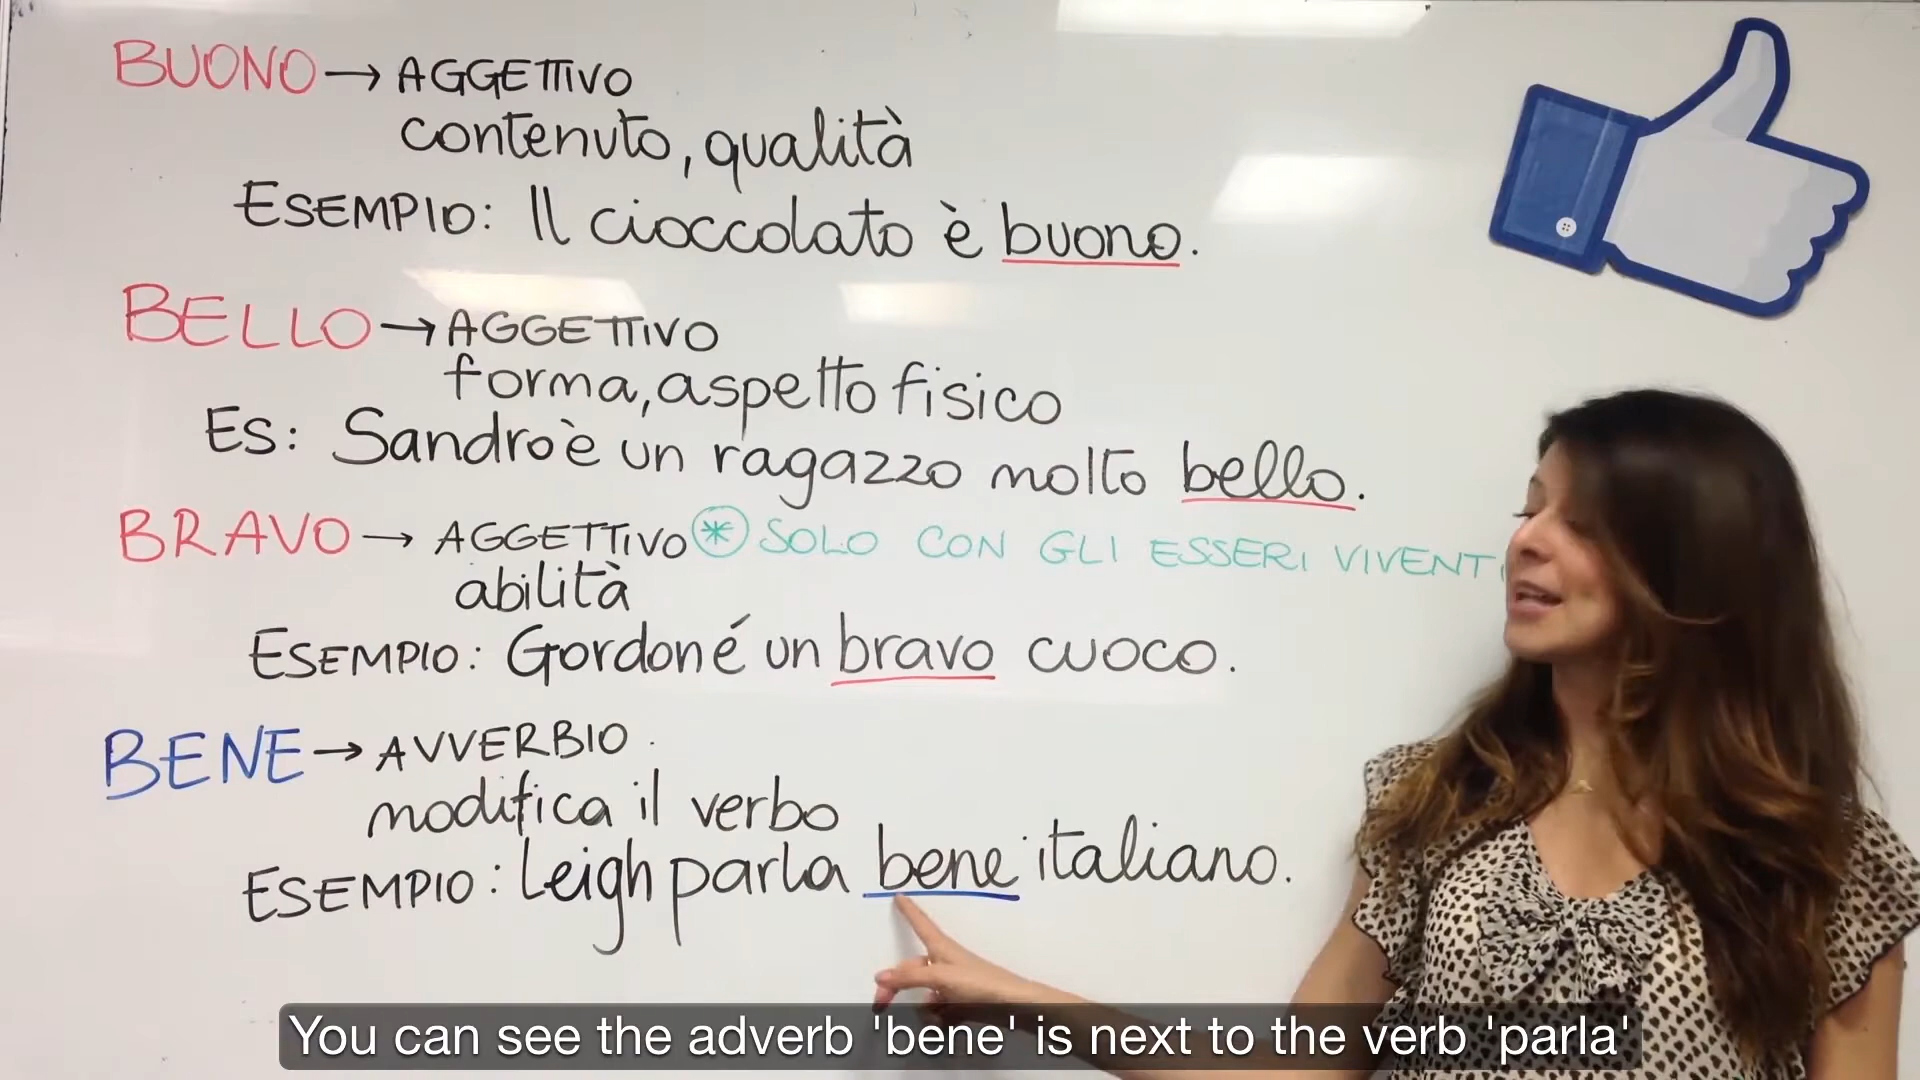 BUONO → AGGETTIVO
contenuto, qualità
ESEMPIO: Il cioccolato è buono.
BELLO → AGGETTIVO
forma, aspetto fisico
ES: Sandro è un ragazzo molto bello.
BRAVO → AGGETTIVO * SOLO CON GLI ESSERI VIVENTI
abilità
ESEMPIO: Gordon é un bravo cuoco.
BENE → AVVERBIO
modifica il verbo
ESEMPIO: Leigh parla bene italiano.
You can see the adverb 'bene' is next to the verb 'parla'